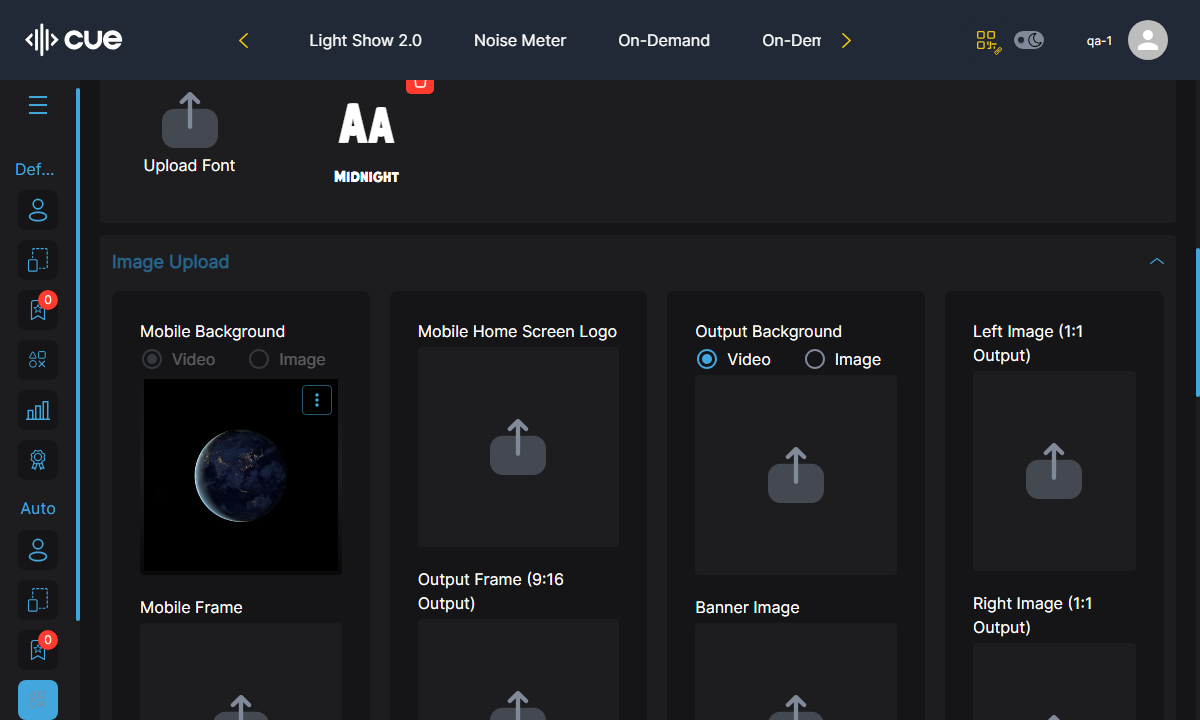 cue
Light Show 2.0
Noise Meter
On-Demand
On-Dem
qa-1
Def...
0
Auto
0
Upload Font
AA
MIDNIGHT
Image Upload
Mobile Background
Video
Image
Mobile Frame
Mobile Home Screen Logo
Output Frame (9:16
Output)
Output Background
Video
Image
Banner Image
Left Image (1:1
Output)
Right Image (1:1
Output)